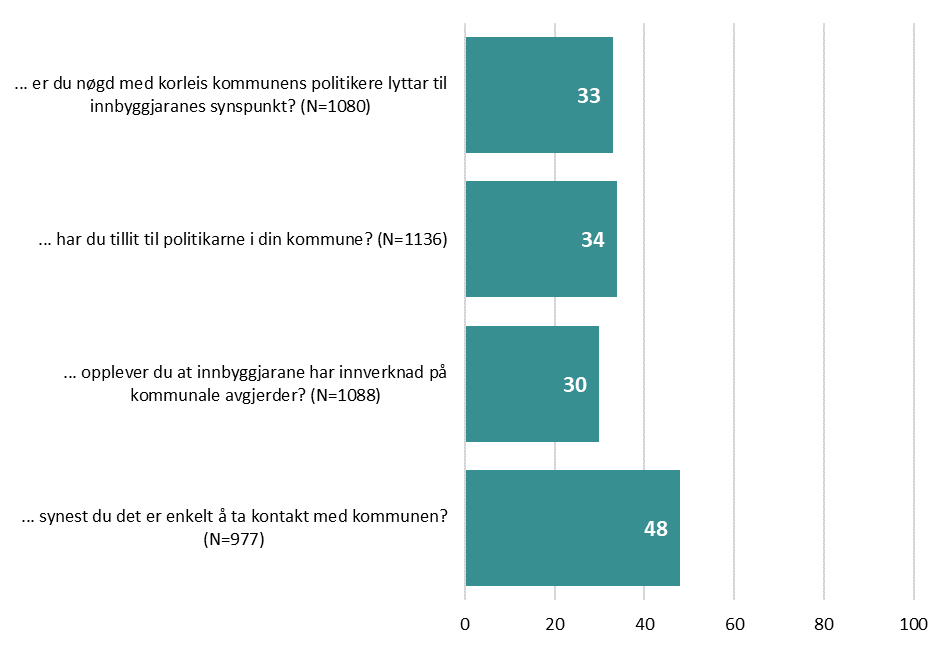 ... er du nøgd med korleis kommunens politikere lyttar til
innbyggjaranes synspunkt? (N=1080)
33
... har du tillit til politikarne i din kommune? (N=1136)
34
... opplever du at innbyggjarane har innverknad på
kommunale avgjerder? (N=1088)
30
... synest du det er enkelt å ta kontakt med kommunen?
(N=977)
48
0 20 40 60 80 100